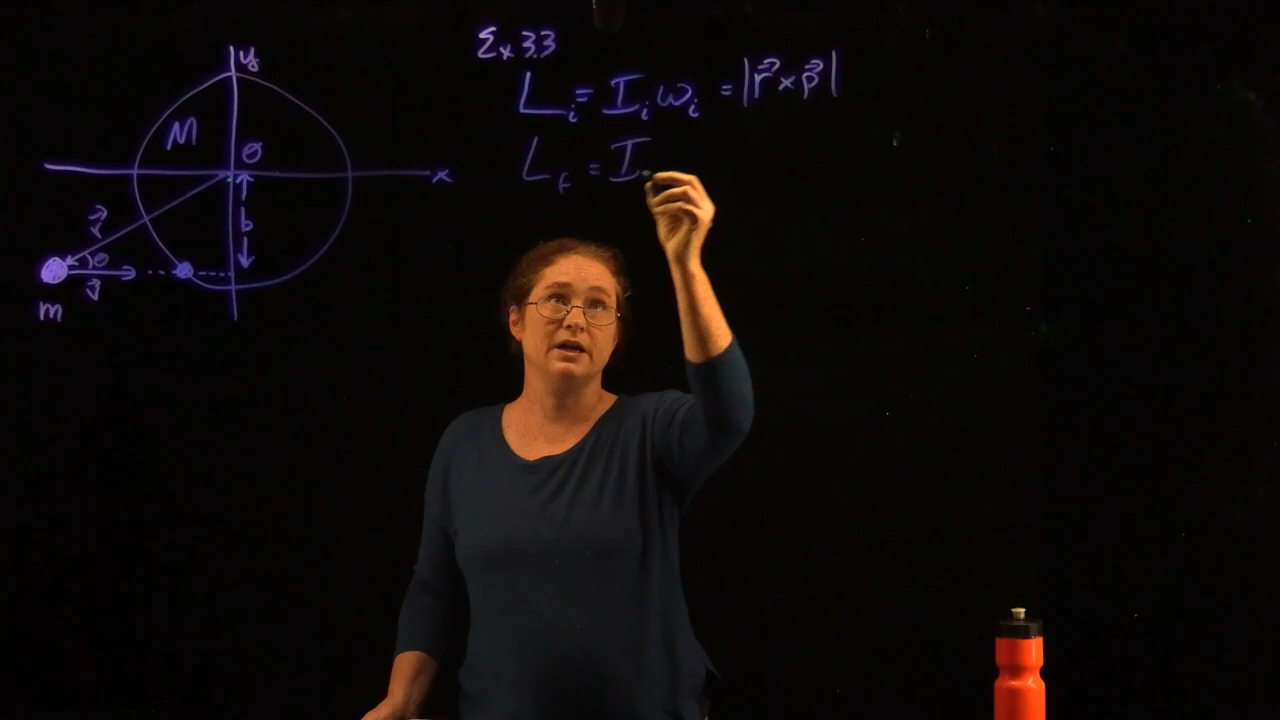 Ex 3.3
L_i = I_i ω_i = |r⃗ × p⃗|
L_f = I
y
M
O
x
r⃗
b
θ
v⃗
m